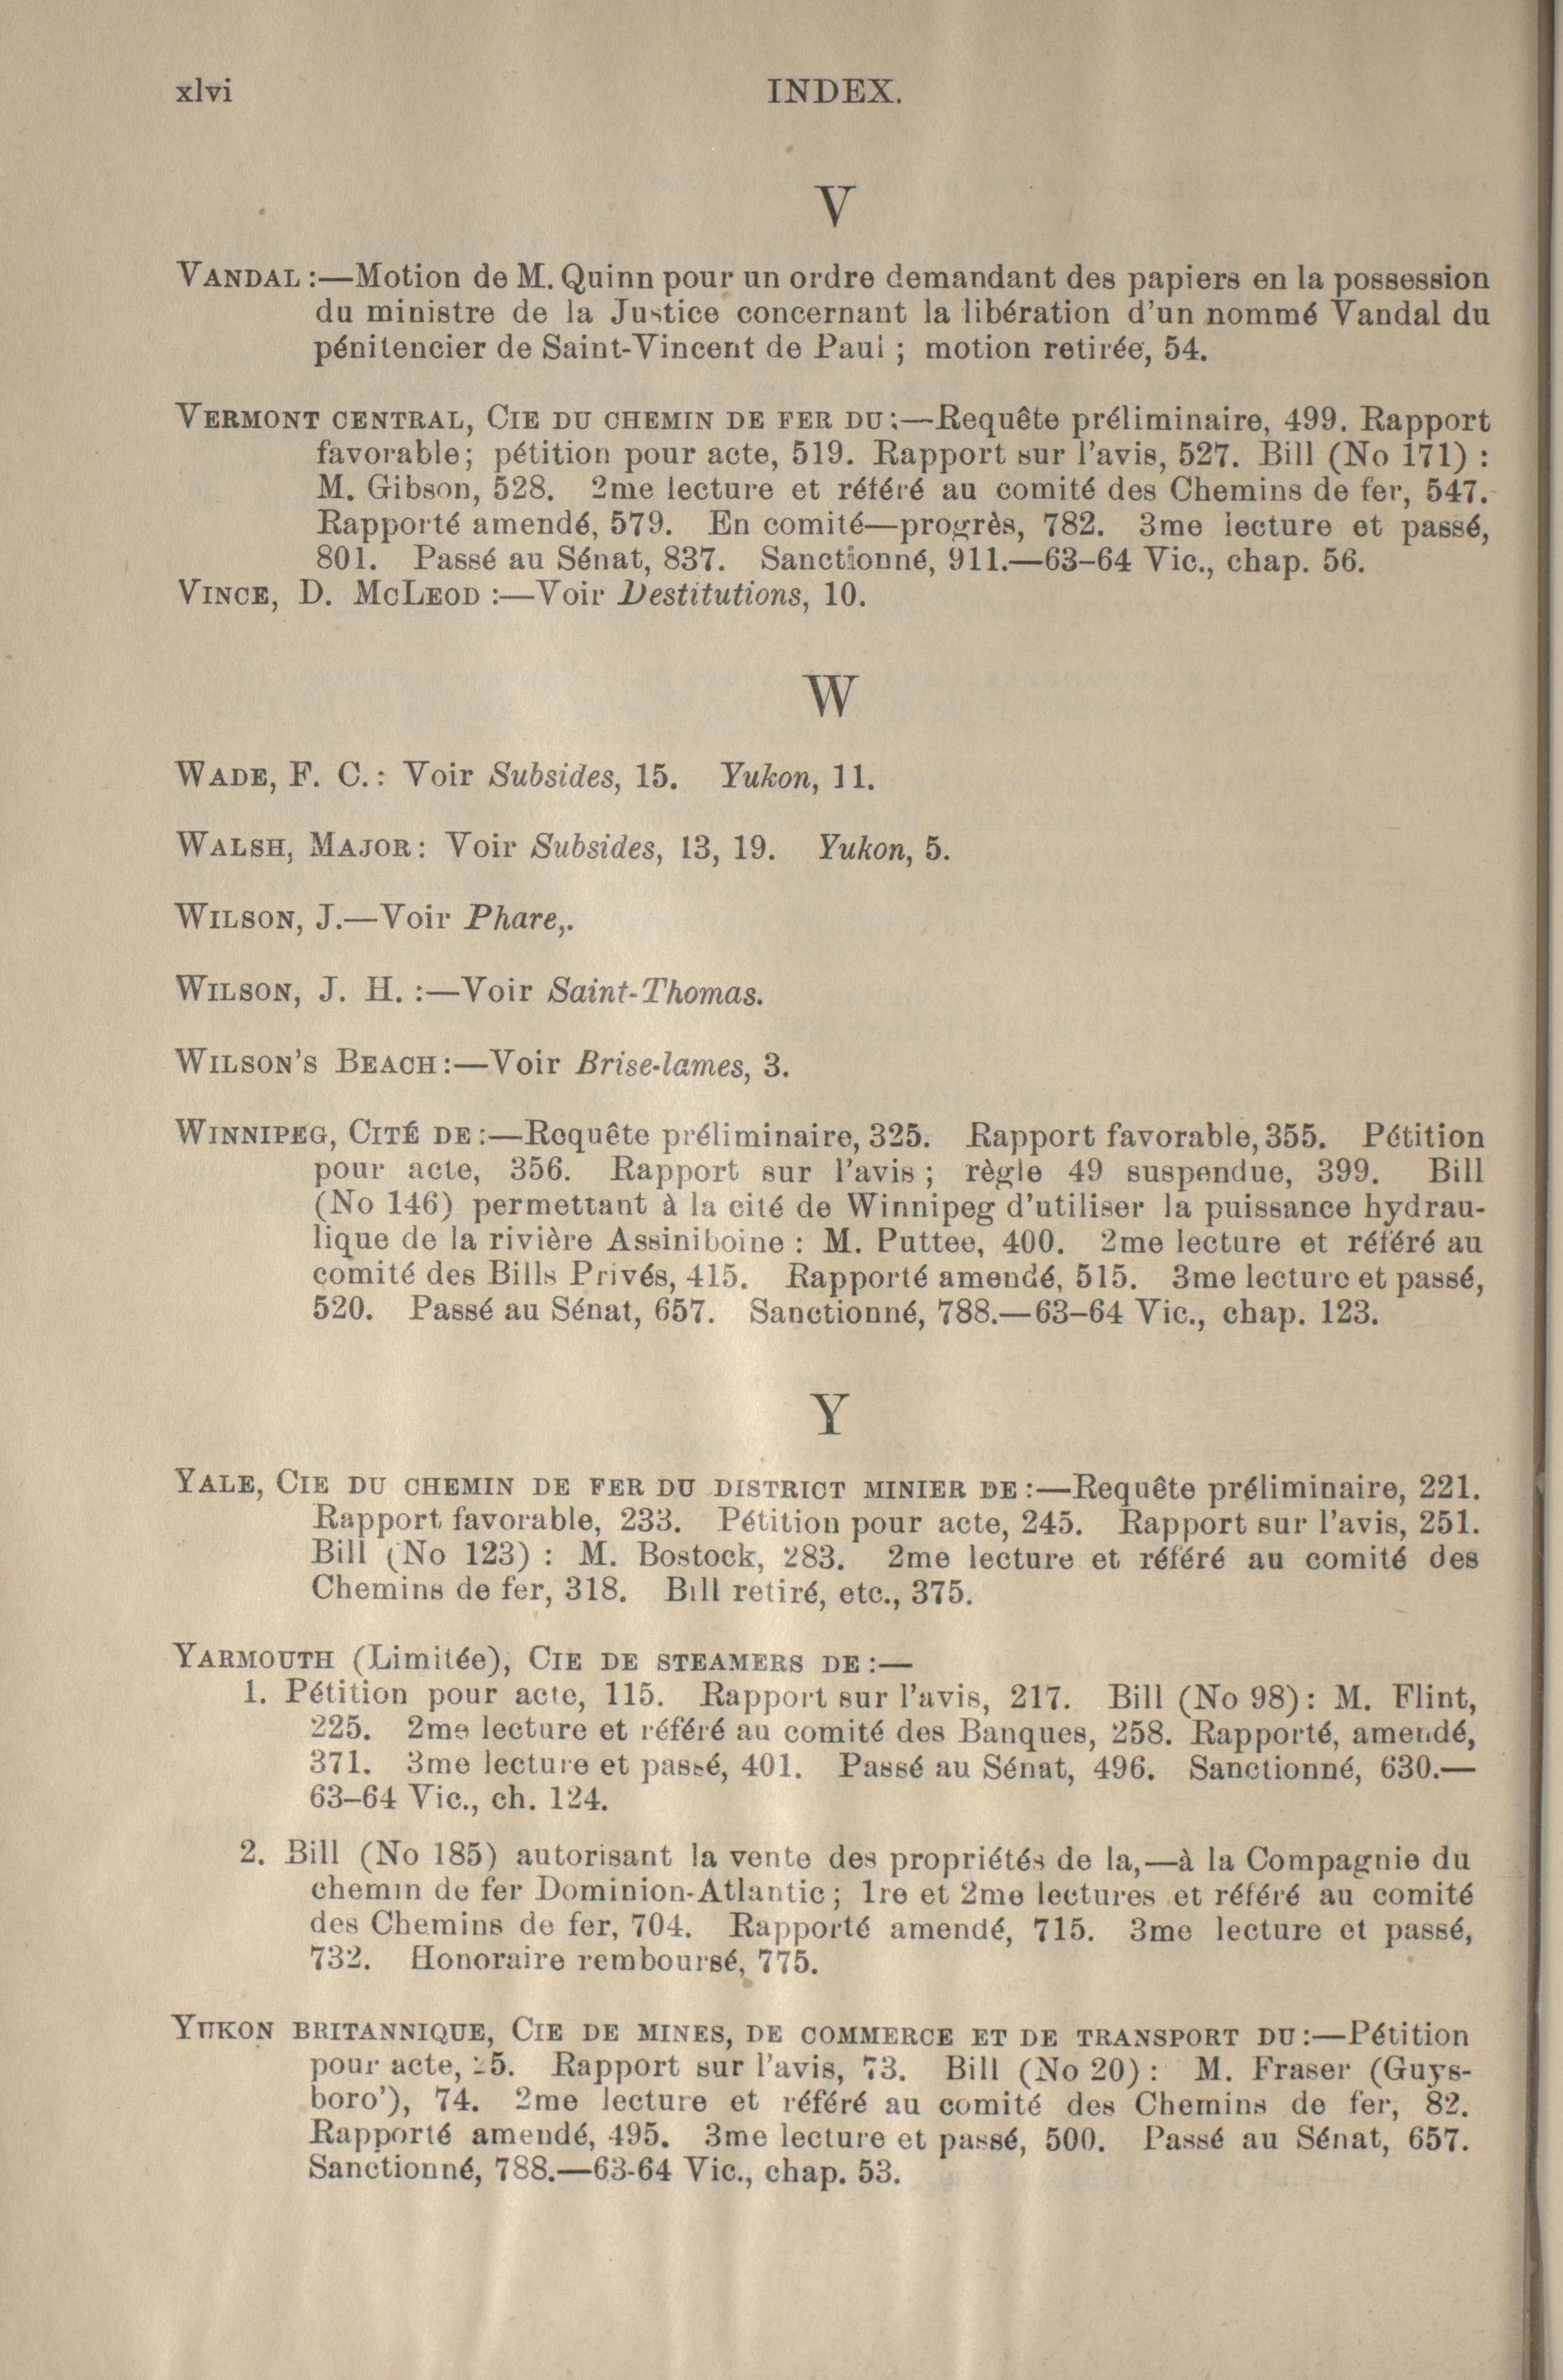 xlvi INDEX.
V
VANDAL :—Motion de M. Quinn pour un ordre demandant des papiers en la possession
du ministre de la Justice concernant la libération d'un nommé Vandal du
pénitencier de Saint-Vincent de Paul ; motion retirée, 54.
VERMONT CENTRAL, CIE DU CHEMIN DE FER DU :—Requête préliminaire, 499. Rapport
favorable; pétition pour acte, 519. Rapport sur l'avis, 527. Bill (No 171) :
M. Gibson, 528. 2me lecture et référé au comité des Chemins de fer, 547.
Rapporté amendé, 579. En comité—progrès, 782. 3me lecture et passé,
801. Passé au Sénat, 837. Sanctionné, 911.—63–64 Vic., chap. 56.
VINCE, D. MCLEOD :—Voir Destitutions, 10.
W
WADE, F. C.: Voir Subsides, 15. Yukon, 11.
WALSH, MAJOR: Voir Subsides, 13, 19. Yukon, 5.
WILSON, J.—Voir Phare,.
WILSON, J. H. :—Voir Saint-Thomas.
WILSON'S BEACH:—Voir Brise-lames, 3.
WINNIPEG, CITÉ DE :—Requête préliminaire, 325. Rapport favorable, 355. Pétition
pour acte, 356. Rapport sur l'avis ; règle 49 suspendue, 399. Bill
(No 146) permettant à la cité de Winnipeg d'utiliser la puissance hydrau-
lique de la rivière Assiniboine : M. Puttee, 400. 2me lecture et référé au
comité des Bills Privés, 415. Rapporté amendé, 515. 3me lecture et passé,
520. Passé au Sénat, 657. Sanctionné, 788.—63–64 Vic., chap. 123.
Y
YALE, CIE DU CHEMIN DE FER DU DISTRICT MINIER DE :—Requête préliminaire, 221.
Rapport favorable, 233. Pétition pour acte, 245. Rapport sur l'avis, 251.
Bill (No 123) : M. Bostock, 283. 2me lecture et référé au comité des
Chemins de fer, 318. Bill retiré, etc., 375.
YARMOUTH (Limitée), CIE DE STEAMERS DE :—
1. Pétition pour acte, 115. Rapport sur l'avis, 217. Bill (No 98) : M. Flint,
225. 2me lecture et référé au comité des Banques, 258. Rapporté, amendé,
371. 3me lecture et passé, 401. Passé au Sénat, 496. Sanctionné, 630.—
63–64 Vic., ch. 124.
2. Bill (No 185) autorisant la vente des propriétés de la,—à la Compagnie du
chemin de fer Dominion-Atlantic ; 1re et 2me lectures et référé au comité
des Chemins de fer, 704. Rapporté amendé, 715. 3me lecture et passé,
732. Honoraire remboursé, 775.
YUKON BRITANNIQUE, CIE DE MINES, DE COMMERCE ET DE TRANSPORT DU :—Pétition
pour acte, Rapport sur l'avis, 73. Bill (No 20) : M. Fraser (Guys-
boro'), 74. 2me lecture et référé au comité des Chemins de fer, 82.
Rapporté amendé, 495. 3me lecture et passé, 500. Passé au Sénat, 657.
Sanctionné, 788.—63-64 Vic., chap. 53.